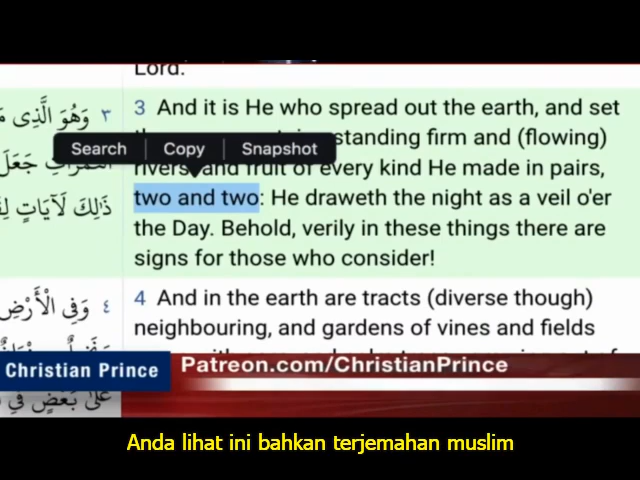 Lord.
٣ وَهُوَ الَّذِي
3 And it is He who spread out the earth, and set
standing firm and (flowing)
Search Copy Snapshot
جَعَلَ
rivers and fruit of every kind He made in pairs,
ذَٰلِكَ لَآيَاتٍ
two and two: He draweth the night as a veil o'er
the Day. Behold, verily in these things there are
signs for those who consider!
٤ وَفِي الْأَرْضِ
4 And in the earth are tracts (diverse though)
neighbouring, and gardens of vines and fields
Christian Prince
Patreon.com/ChristianPrince
عَلَىٰ بَعْضٍ فِي
Anda lihat ini bahkan terjemahan muslim